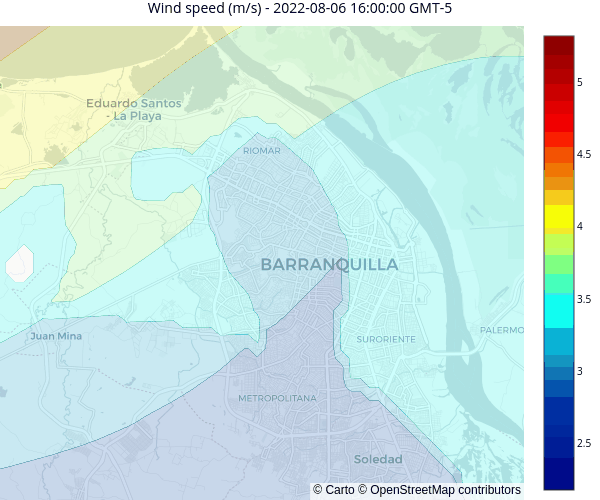 Wind speed (m/s) - 2022-08-06 16:00:00 GMT-5
Eduardo Santos
- La Playa
RIOMAR
BARRANQUILLA
Juan Mina
SURORIENTE
PALERMO
METROPOLITANA
Soledad
© Carto © OpenStreetMap contributors
5
4.5
4
3.5
3
2.5